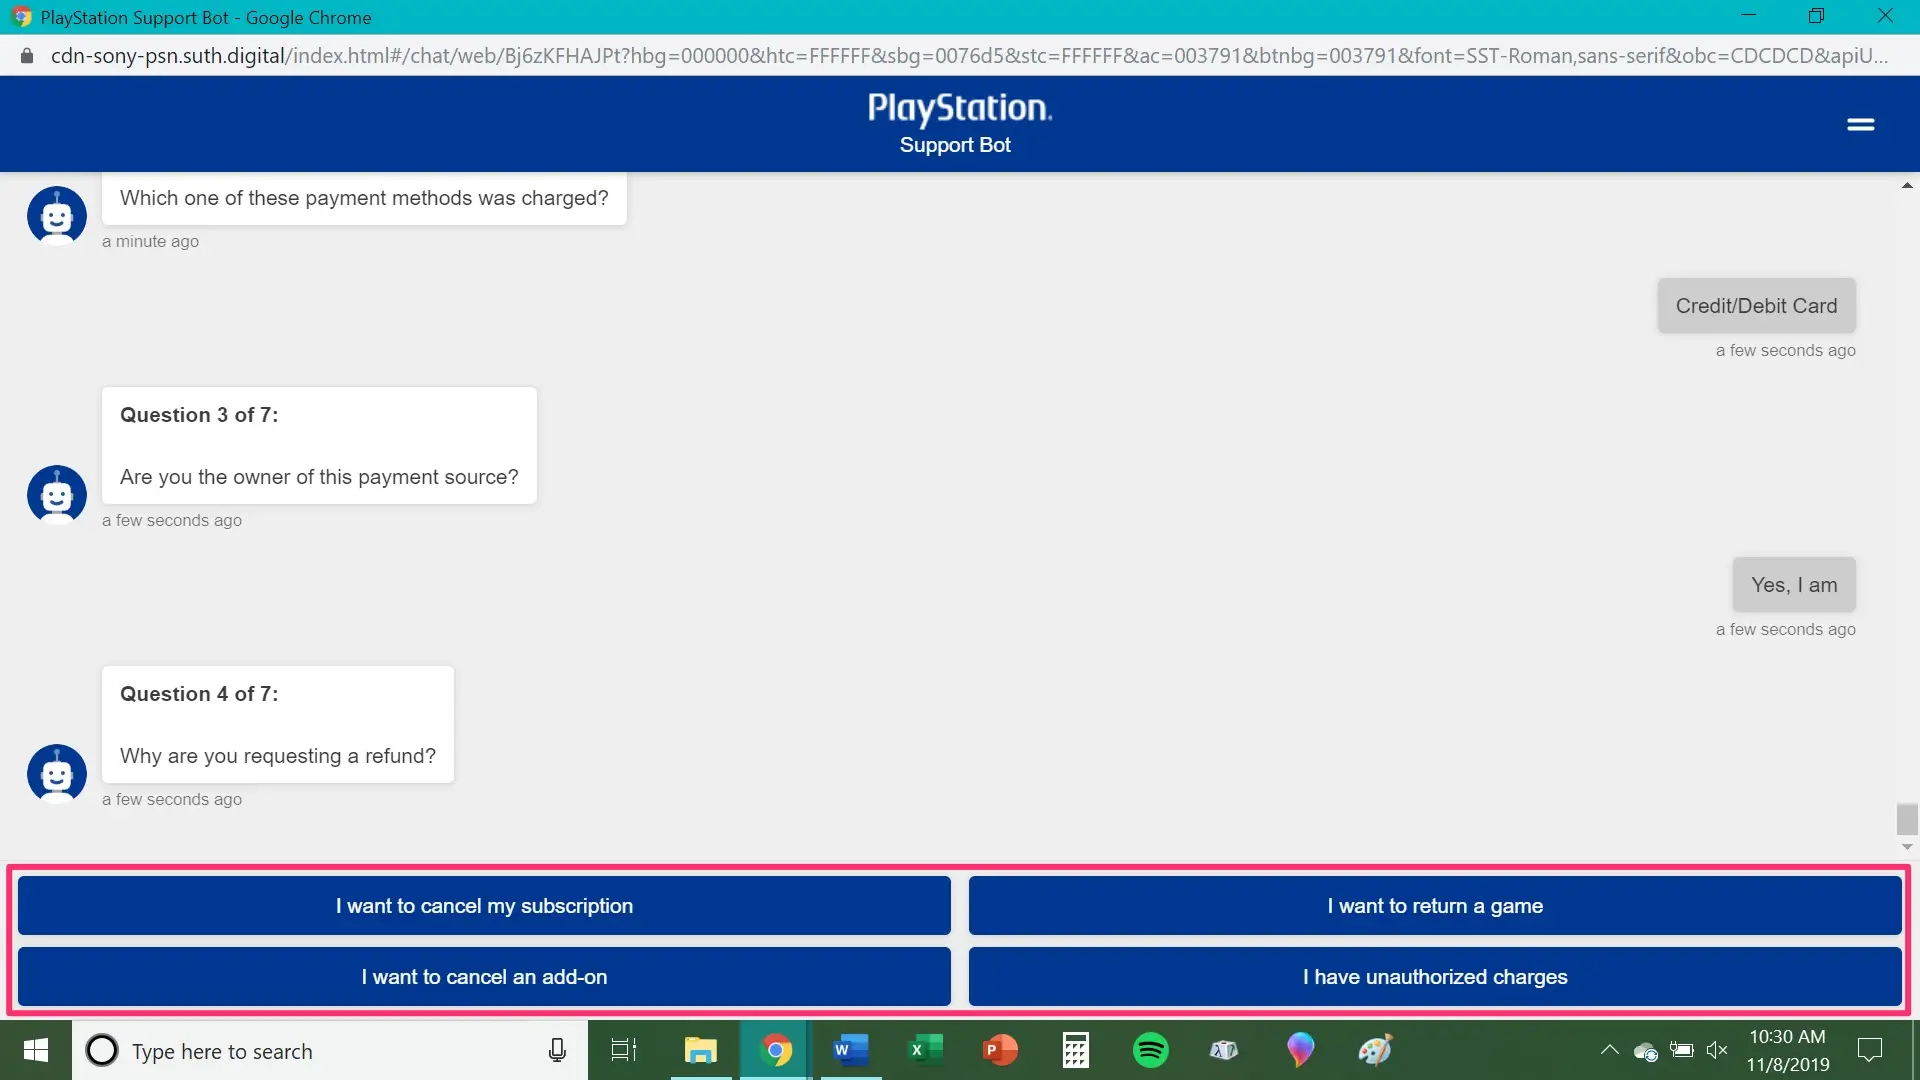 PlayStation Support Bot - Google Chrome
cdn-sony-psn.suth.digital/index.html#/chat/web/Bj6zKFHAJPt?hbg=000000&htc=FFFFFF&sbg=0076d5&stc=FFFFFF&ac=003791&btnbg=003791&font=SST-Roman,sans-serif&obc=CDCDCD&apiU...
PlayStation.
Support Bot
Which one of these payment methods was charged?
a minute ago
Credit/Debit Card
a few seconds ago
Question 3 of 7:
Are you the owner of this payment source?
a few seconds ago
Yes, I am
a few seconds ago
Question 4 of 7:
Why are you requesting a refund?
a few seconds ago
I want to cancel my subscription
I want to return a game
I want to cancel an add-on
I have unauthorized charges
Type here to search
10:30 AM
11/8/2019